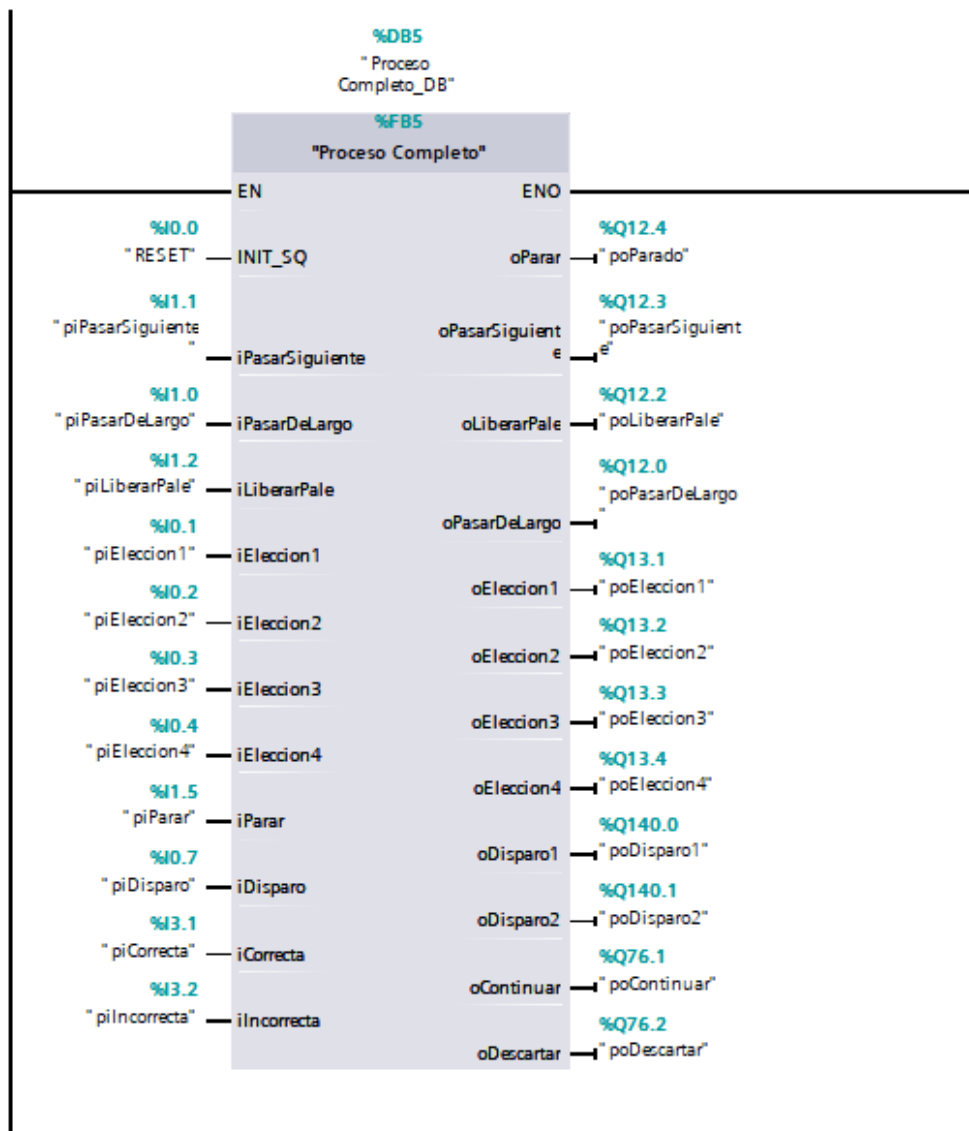 %DB5
"Proceso
Completo_DB"
%FB5
"Proceso Completo"
EN
ENO
%I0.0
"RESET"
INIT_SQ
%Q12.4
oParar
"poParado"
%I1.1
"piPasarSiguiente
"
iPasarSiguiente
%Q12.3
oPasarSiguient
e
"poPasarSiguient
e"
%I1.0
"piPasarDeLargo"
iPasarDeLargo
%Q12.2
oLiberarPale
"poLiberarPale"
%I1.2
"piLiberarPale"
iLiberarPale
%Q12.0
oPasarDeLargo
"poPasarDeLargo
"
%I0.1
"piEleccion1"
iEleccion1
%Q13.1
oEleccion1
"poEleccion1"
%I0.2
"piEleccion2"
iEleccion2
%Q13.2
oEleccion2
"poEleccion2"
%I0.3
"piEleccion3"
iEleccion3
%Q13.3
oEleccion3
"poEleccion3"
%I0.4
"piEleccion4"
iEleccion4
%Q13.4
oEleccion4
"poEleccion4"
%I1.5
"piParar"
iParar
%Q140.0
oDisparo1
"poDisparo1"
%I0.7
"piDisparo"
iDisparo
%Q140.1
oDisparo2
"poDisparo2"
%I3.1
"piCorrecta"
iCorrecta
%Q76.1
oContinuar
"poContinuar"
%I3.2
"piIncorrecta"
iIncorrecta
%Q76.2
oDescartar
"poDescartar"